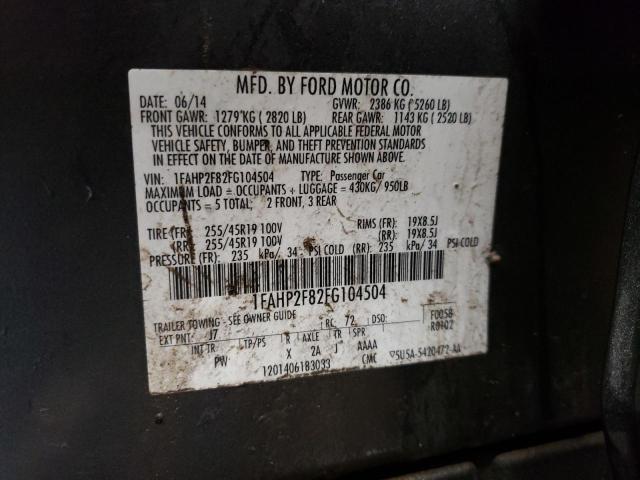 MFD. BY FORD MOTOR CO.
DATE: 06/14 GVWR: 2386 KG (5260 LB)
FRONT GAWR: 1279 KG (2820 LB) REAR GAWR: 1143 KG (2520 LB)
THIS VEHICLE CONFORMS TO ALL APPLICABLE FEDERAL MOTOR
VEHICLE SAFETY, BUMPER, AND THEFT PREVENTION STANDARDS
IN EFFECT ON THE DATE OF MANUFACTURE SHOWN ABOVE.
VIN: 1FAHP2F82FG104504 TYPE: Passenger Car
MAXIMUM LOAD = OCCUPANTS + LUGGAGE = 430KG/950LB
OCCUPANTS = 5 TOTAL; 2 FRONT, 3 REAR
TIRE (FR): 255/45R19 100V RIMS (FR): 19X8.5J
(RR): 255/45R19 100V (RR): 19X8.5J
PRESSURE (FR): 235 kPa/ 34 PSI COLD (RR): 235 kPa/ 34 PSI COLD
1FAHP2F82FG104504
TRAILER TOWING - SEE OWNER GUIDE F0058
EXT PNT: J7 RC: 72 DSO: R0102
INT TR TP/PS R AXLE TR SPR
PW X 2A J AAAA
1201406183033 CMC 5U5A-5420472-AA